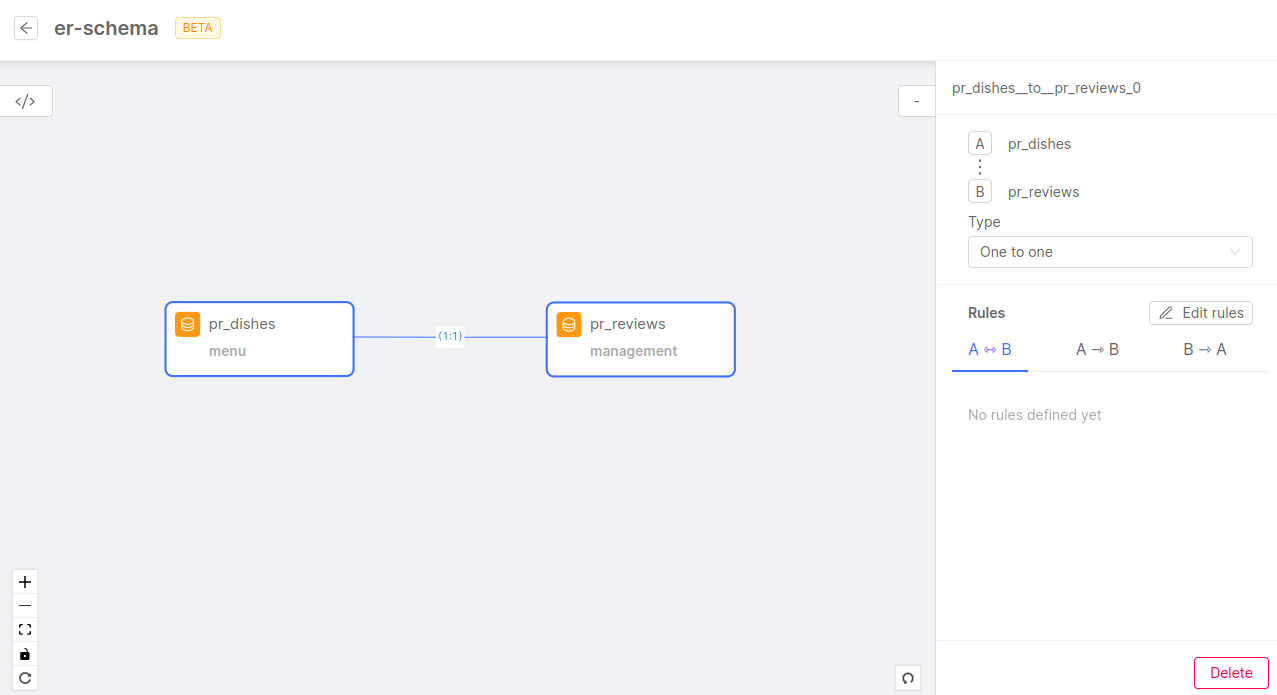 er-schema BETA
</>
-
pr_dishes__to__pr_reviews_0
A pr_dishes
B pr_reviews
Type
One to one
Rules
Edit rules
A ⇿ B
A ⇾ B
B ⇾ A
No rules defined yet
Delete
pr_dishes
menu
(1:1)
pr_reviews
management